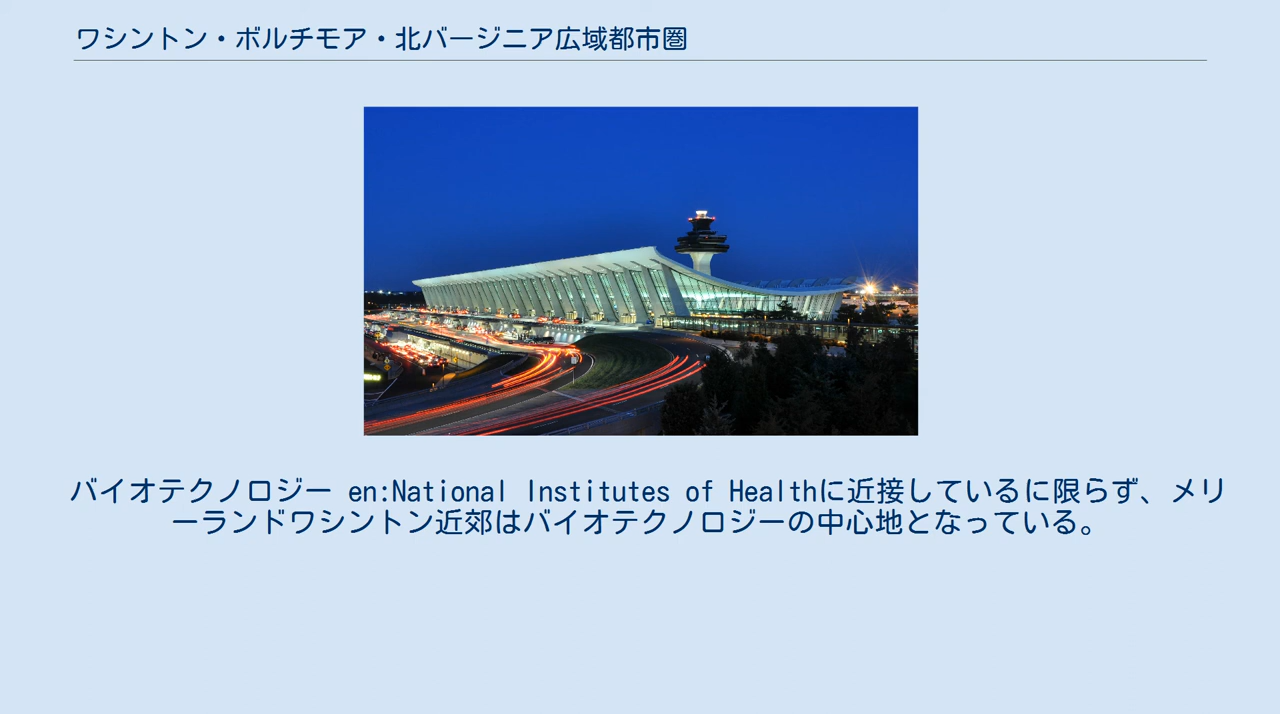 ワシントン・ボルチモア・北バージニア広域都市圏
バイオテクノロジー en:National Institutes of Healthに近接しているに限らず、メリ
ーランドワシントン近郊はバイオテクノロジーの中心地となっている。